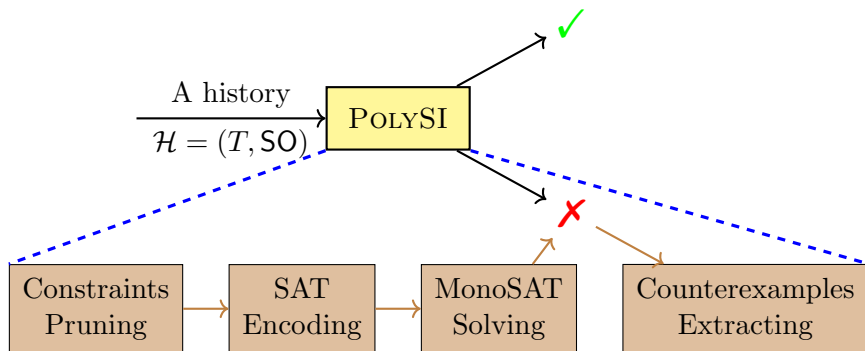 ✓
A history
POLYSI
ℋ = (T, SO)
✗
Constraints
Pruning
SAT
Encoding
MonoSAT
Solving
Counterexamples
Extracting